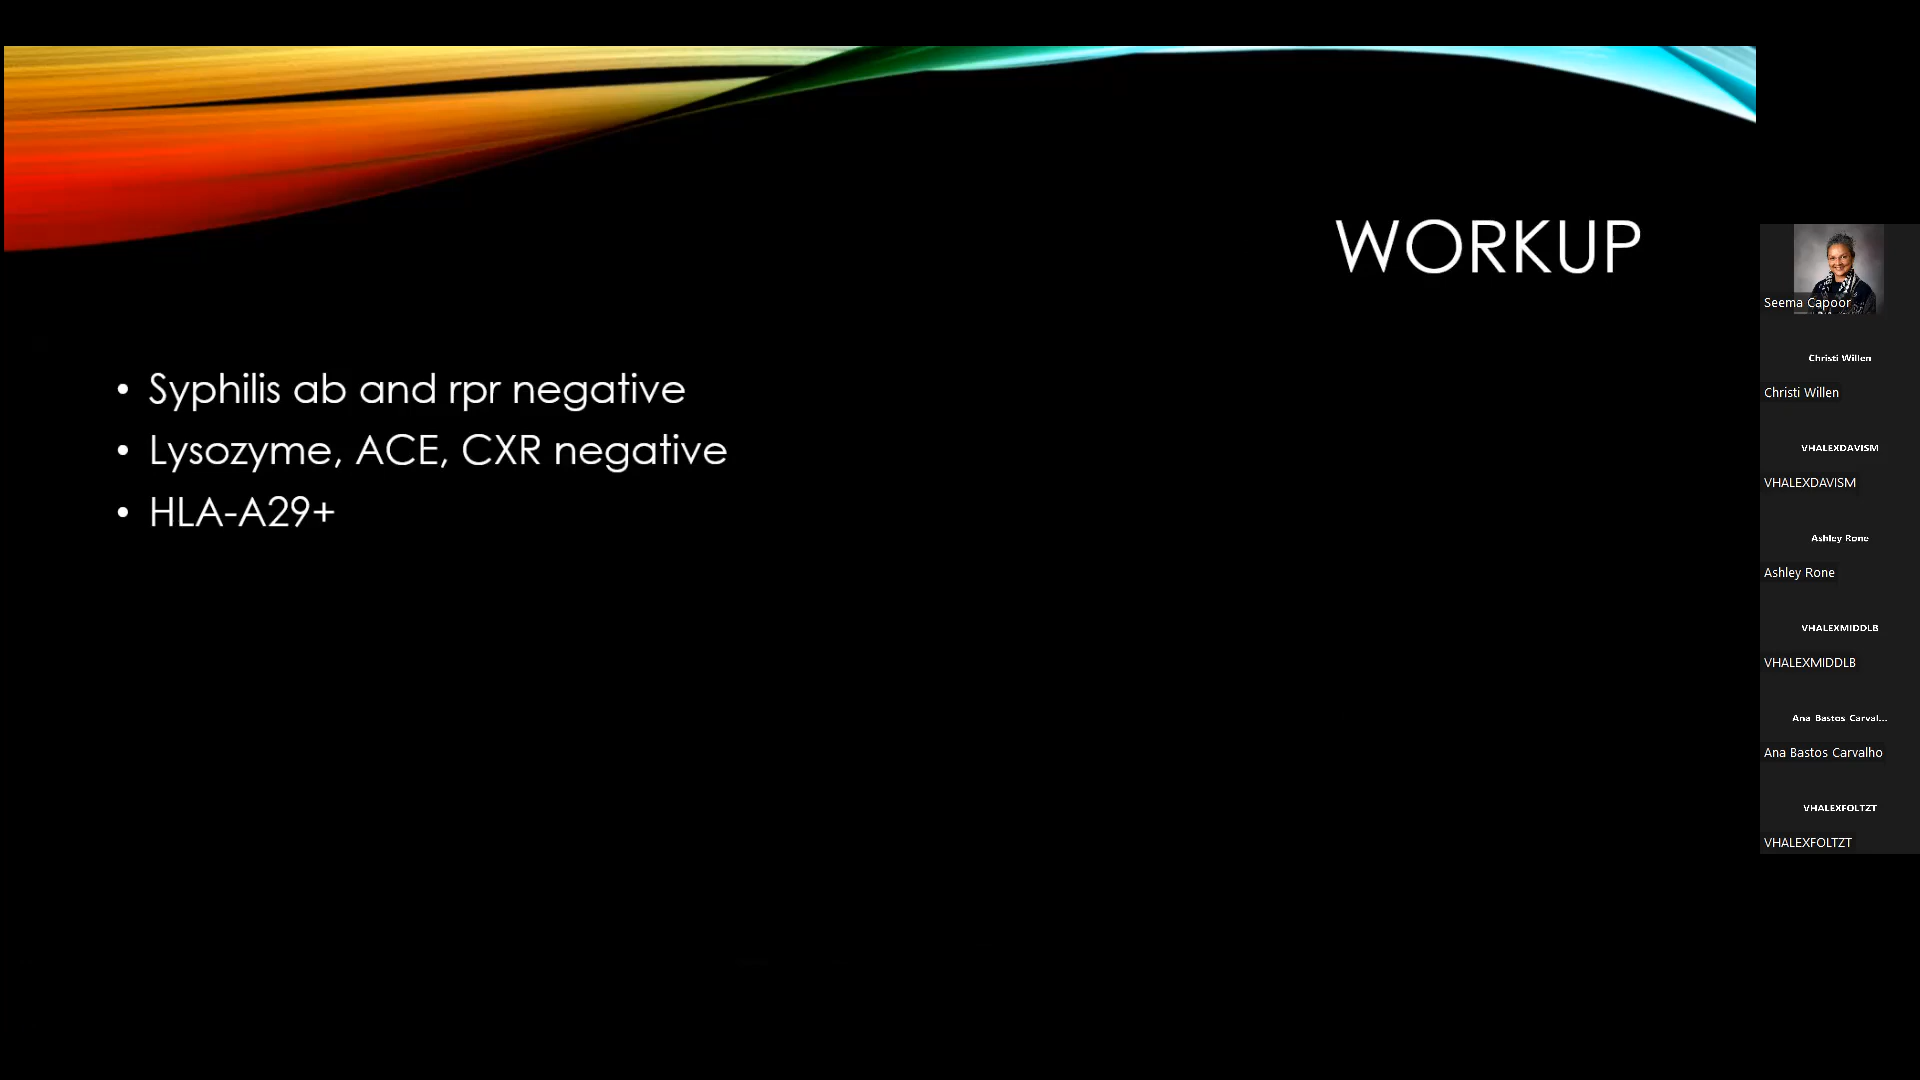 WORKUP
• Syphilis ab and rpr negative
• Lysozyme, ACE, CXR negative
• HLA-A29+
Seema Capoor
Christi Willen
Christi Willen
VHALEXDAVISM
VHALEXDAVISM
Ashley Rone
Ashley Rone
VHALEXMIDDLB
VHALEXMIDDLB
Ana Bastos Carval...
Ana Bastos Carvalho
VHALEXFOLTZT
VHALEXFOLTZT